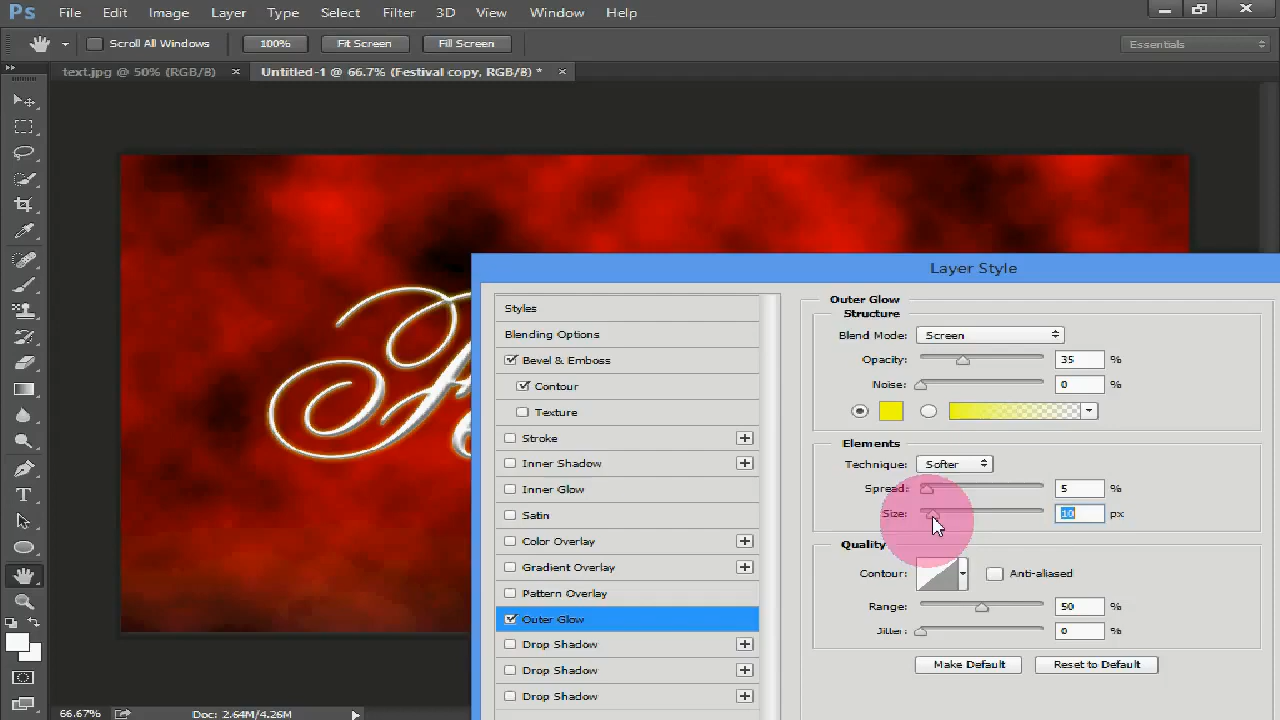 Ps File Edit Image Layer Type Select Filter 3D View Window Help
Scroll All Windows 100% Fit Screen Fill Screen Essentials
text.jpg @ 50% (RGB/8) × Untitled-1 @ 66.7% (Festival copy, RGB/8) * ×
Layer Style
Styles
Blending Options
Bevel & Emboss
Contour
Texture
Stroke
Inner Shadow
Inner Glow
Satin
Color Overlay
Gradient Overlay
Pattern Overlay
Outer Glow
Drop Shadow
Drop Shadow
Drop Shadow
Outer Glow
Structure
Blend Mode: Screen
Opacity: 35 %
Noise: 0 %
Elements
Technique: Softer
Spread: 5 %
Size: 10 px
Quality
Contour: Anti-aliased
Range: 50 %
Jitter: 0 %
Make Default Reset to Default
66.67% Doc: 2.64M/4.26M